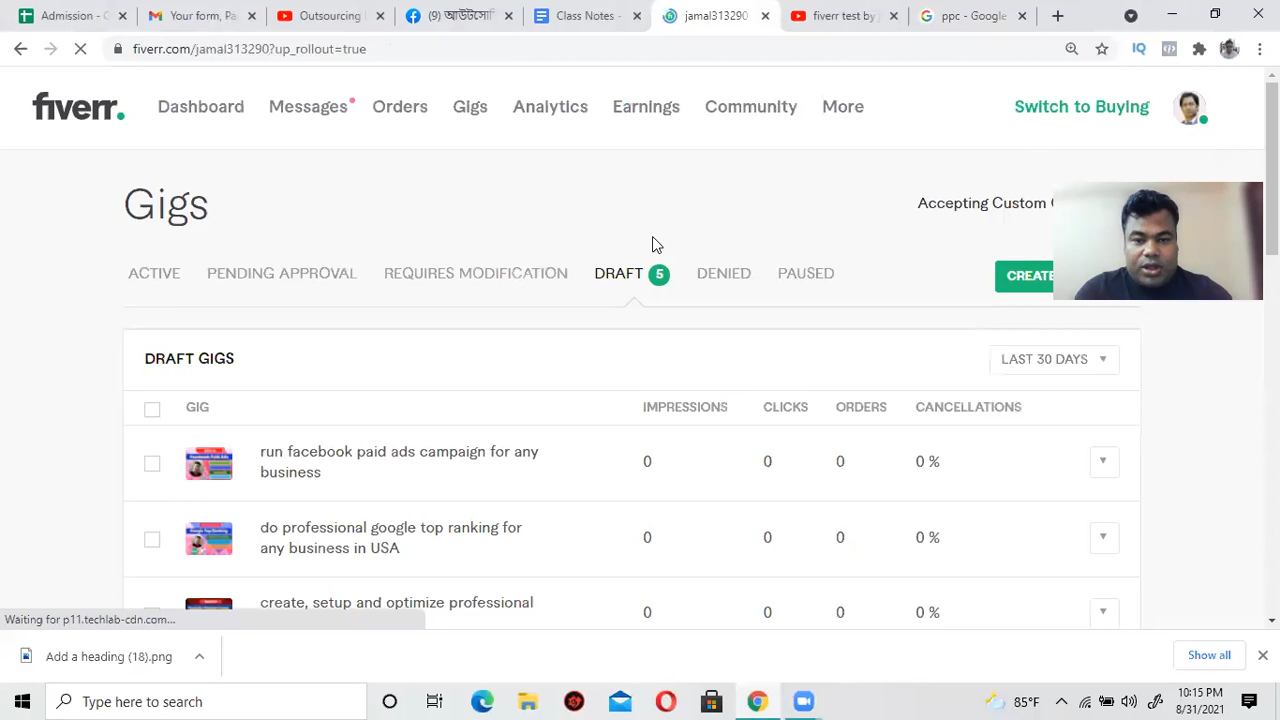 Admission - Stu
Your form, Pa
Outsourcing
(9) আউটসো
Class Notes -
jamal313290
fiverr test by
ppc - Google
fiverr.com/jamal313290?up_rollout=true
fiverr.
Dashboard
Messages
Orders
Gigs
Analytics
Earnings
Community
More
Switch to Buying
Gigs
Accepting Custom
ACTIVE
PENDING APPROVAL
REQUIRES MODIFICATION
DRAFT 5
DENIED
PAUSED
CREATE
DRAFT GIGS
LAST 30 DAYS
GIG
IMPRESSIONS
CLICKS
ORDERS
CANCELLATIONS
run facebook paid ads campaign for any
business
0 0 0 0 %
do professional google top ranking for
any business in USA
0 0 0 0 %
create, setup and optimize professional
0 0 0 0 %
Waiting for p11.techlab-cdn.com...
Add a heading (18).png
Show all
Type here to search
85°F
10:15 PM
8/31/2021